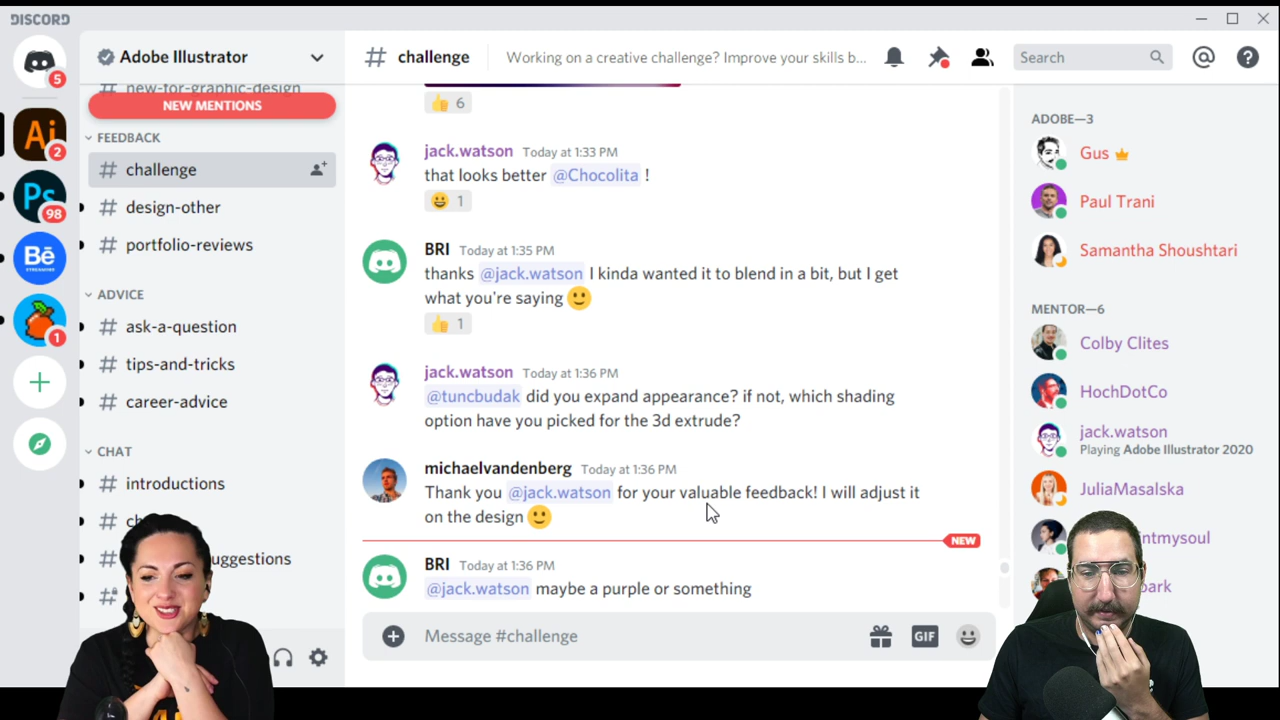 DISCORD
5
2
Ps
98
Bē
1
Adobe Illustrator
new-for-graphic-design
NEW MENTIONS
FEEDBACK
# challenge
# design-other
# portfolio-reviews
ADVICE
# ask-a-question
# tips-and-tricks
# career-advice
CHAT
# introductions
# ch
# uggestions
#
# challenge
Working on a creative challenge? Improve your skills b...
Search
6
jack.watson Today at 1:33 PM
that looks better @Chocolita !
1
BRI Today at 1:35 PM
thanks @jack.watson I kinda wanted it to blend in a bit, but I get
what you're saying
1
jack.watson Today at 1:36 PM
@tuncbudak did you expand appearance? if not, which shading
option have you picked for the 3d extrude?
michaelvandenberg Today at 1:36 PM
Thank you @jack.watson for your valuable feedback! I will adjust it
on the design
NEW
BRI Today at 1:36 PM
@jack.watson maybe a purple or something
Message #challenge
GIF
ADOBE—3
Gus
Paul Trani
Samantha Shoushtari
MENTOR—6
Colby Clites
HochDotCo
jack.watson
Playing Adobe Illustrator 2020
JuliaMasalska
ntmysoul
ark
Ai